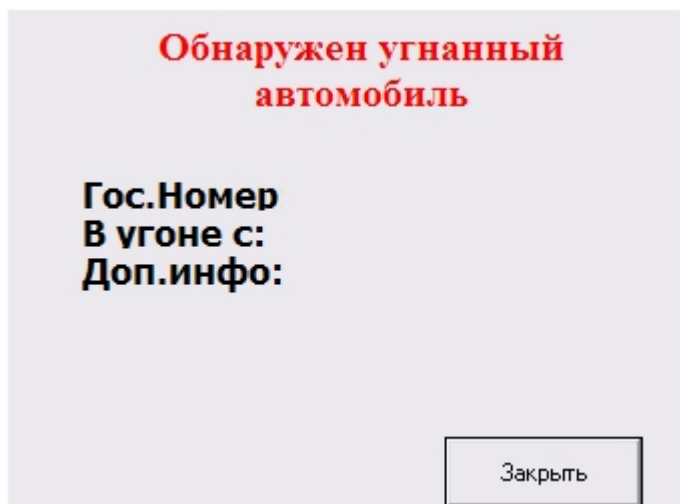 Обнаружен угнанный
автомобиль
Гос.Номер
В угоне с:
Доп.инфо:
Закрыть